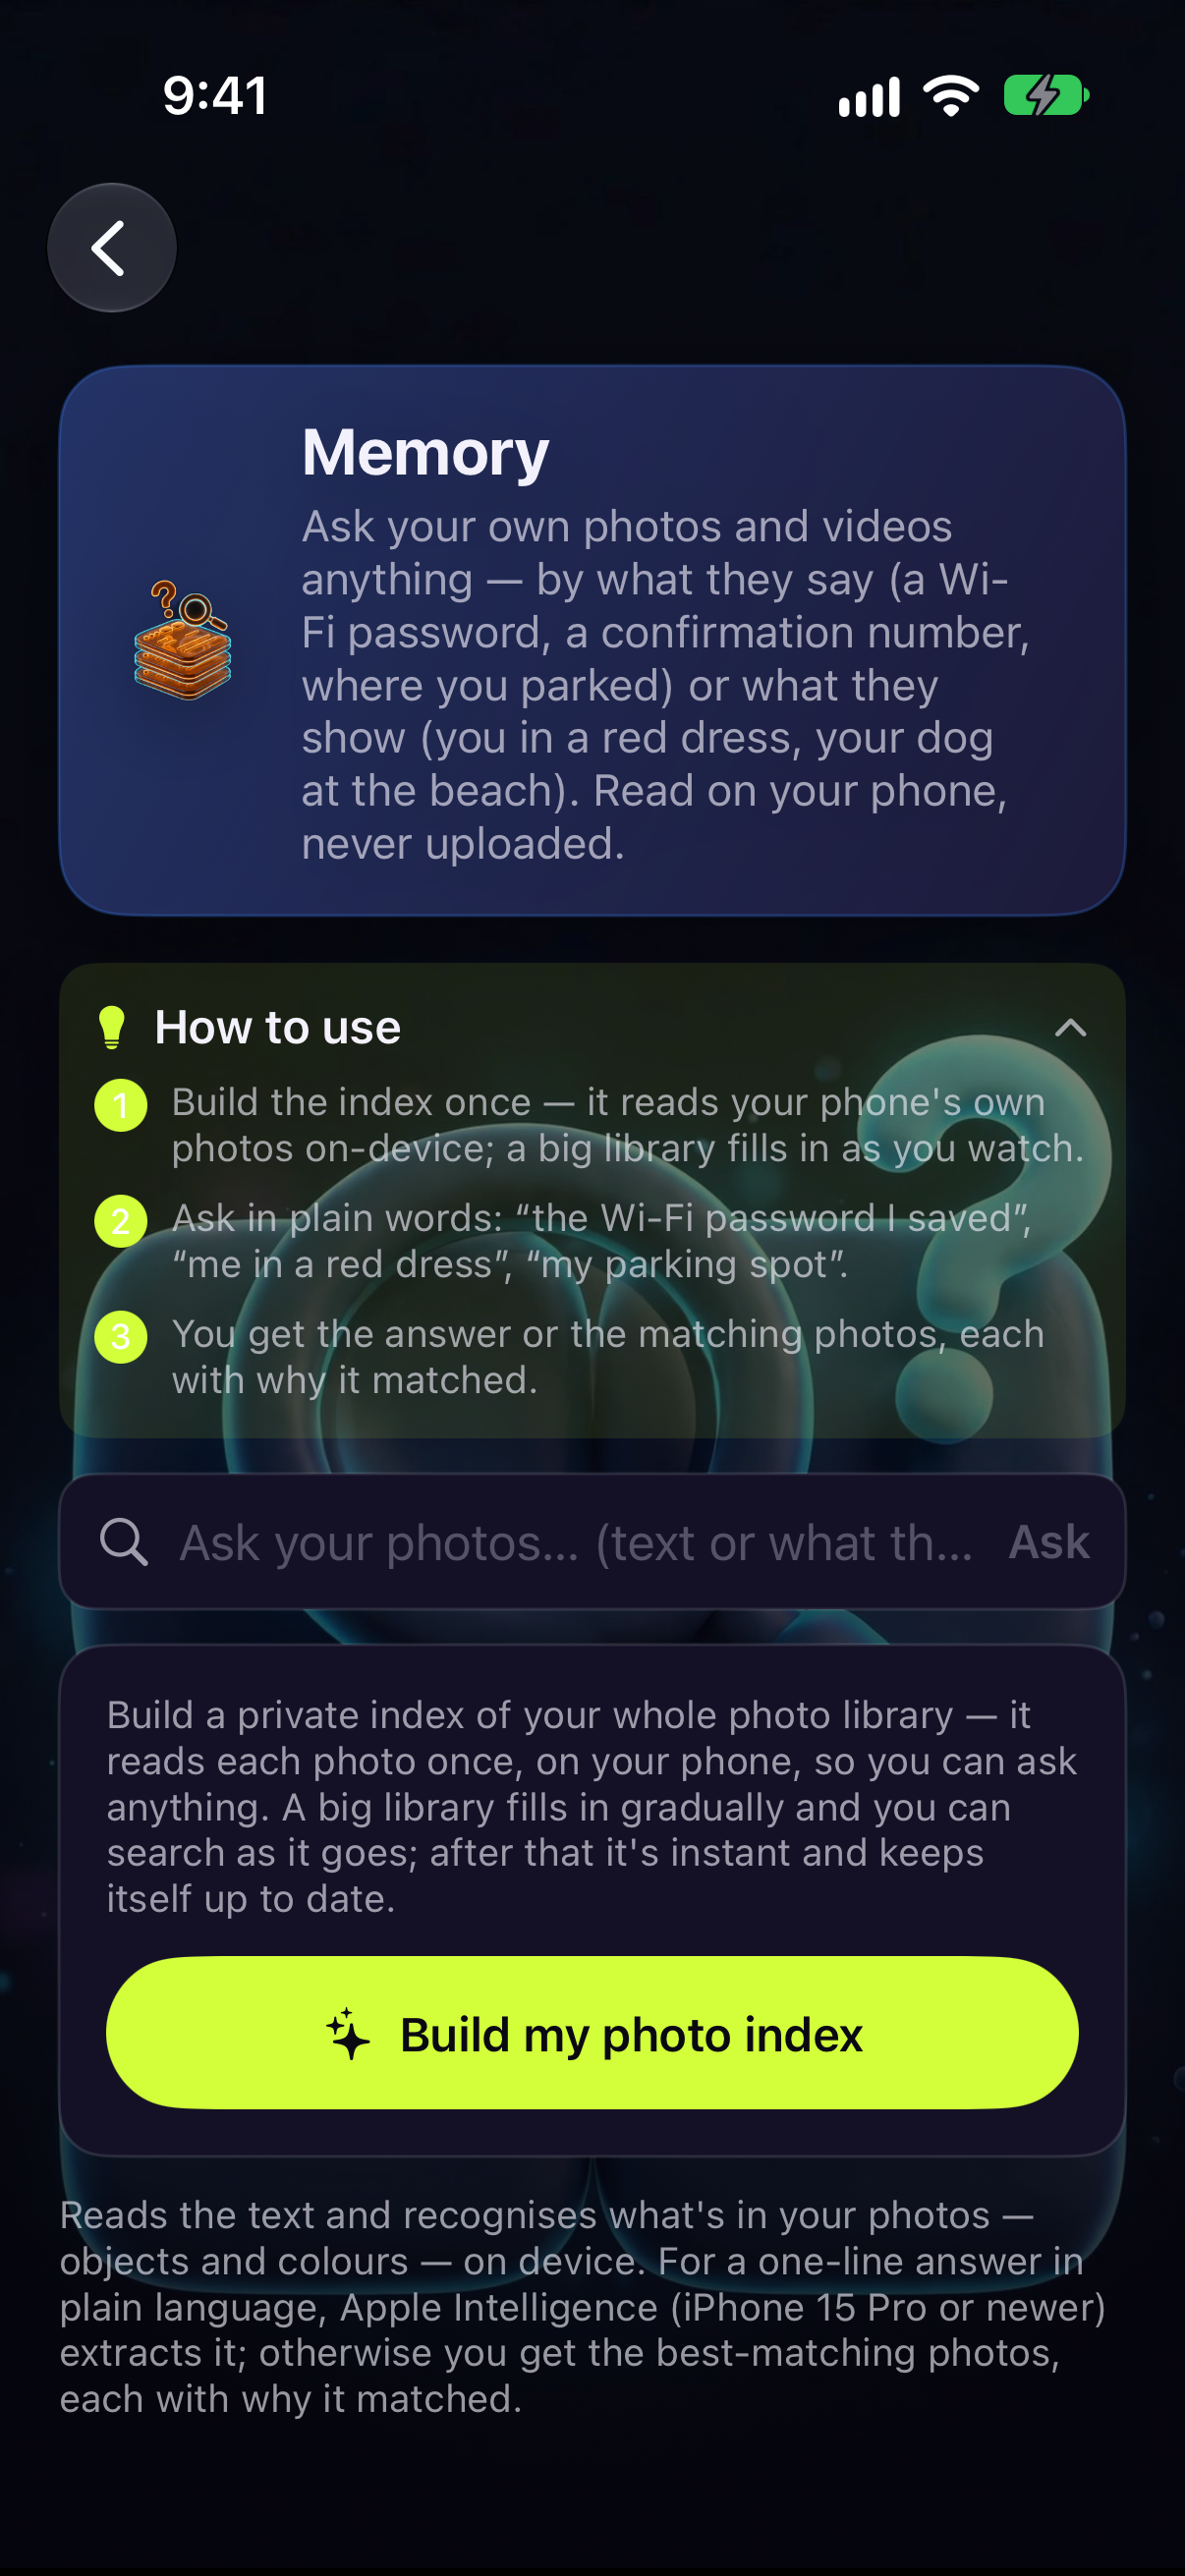 9:41
Memory
Ask your own photos and videos
anything — by what they say (a Wi-
Fi password, a confirmation number,
where you parked) or what they
show (you in a red dress, your dog
at the beach). Read on your phone,
never uploaded.
How to use
1 Build the index once — it reads your phone's own
photos on-device; a big library fills in as you watch.
2 Ask in plain words: “the Wi-Fi password I saved”,
“me in a red dress”, “my parking spot”.
3 You get the answer or the matching photos, each
with why it matched.
Ask your photos... (text or what th... Ask
Build a private index of your whole photo library — it
reads each photo once, on your phone, so you can ask
anything. A big library fills in gradually and you can
search as it goes; after that it's instant and keeps
itself up to date.
Build my photo index
Reads the text and recognises what's in your photos —
objects and colours — on device. For a one-line answer in
plain language, Apple Intelligence (iPhone 15 Pro or newer)
extracts it; otherwise you get the best-matching photos,
each with why it matched.